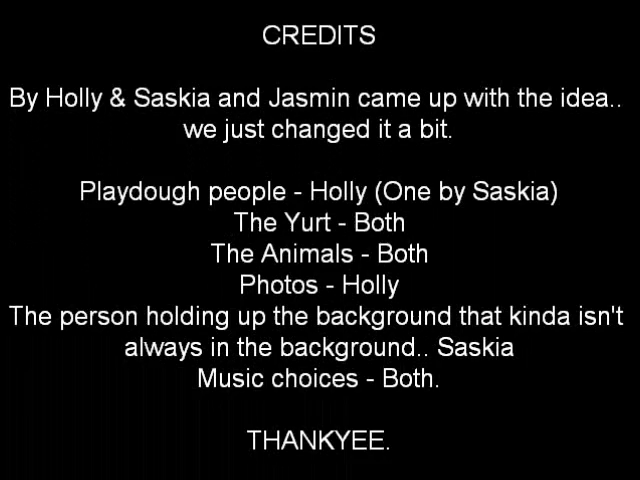 CREDITS
By Holly & Saskia and Jasmin came up with the idea..
we just changed it a bit.
Playdough people - Holly (One by Saskia)
The Yurt - Both
The Animals - Both
Photos - Holly
The person holding up the background that kinda isn't
always in the background.. Saskia
Music choices - Both.
THANKYEE.